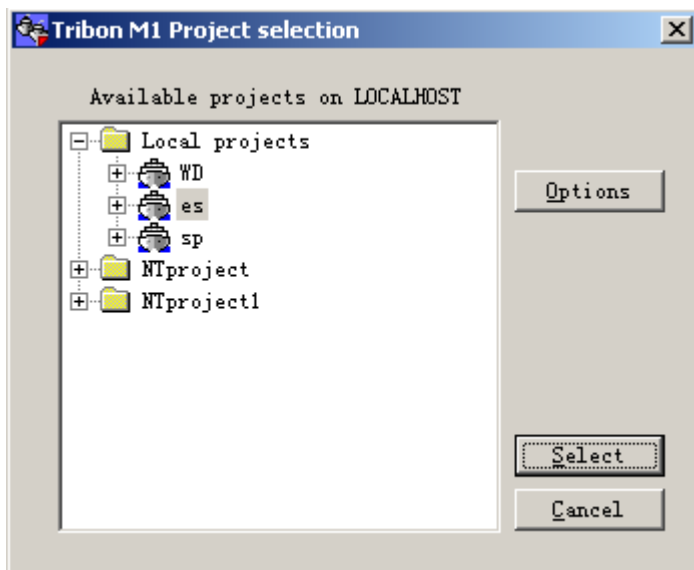 Tribon M1 Project selection
Available projects on LOCALHOST
Local projects
WD
es
sp
NTproject
NTproject1
Options
Select
Cancel